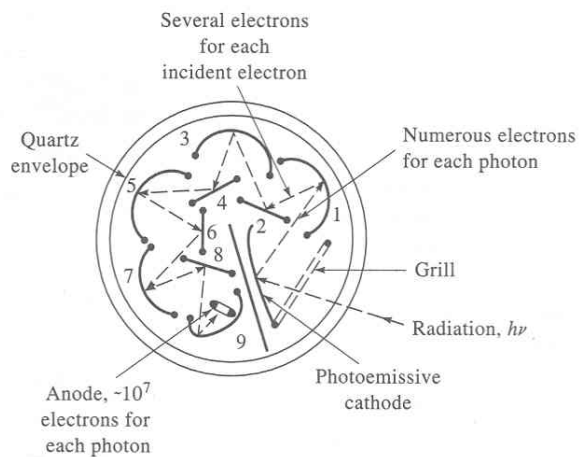 Several electrons
for each
incident electron
Quartz
envelope
Numerous electrons
for each photon
3
5
4
1
2
6
8
7
Grill
Radiation, hν
9
Photoemissive
cathode
Anode, ~10⁷
electrons for
each photon